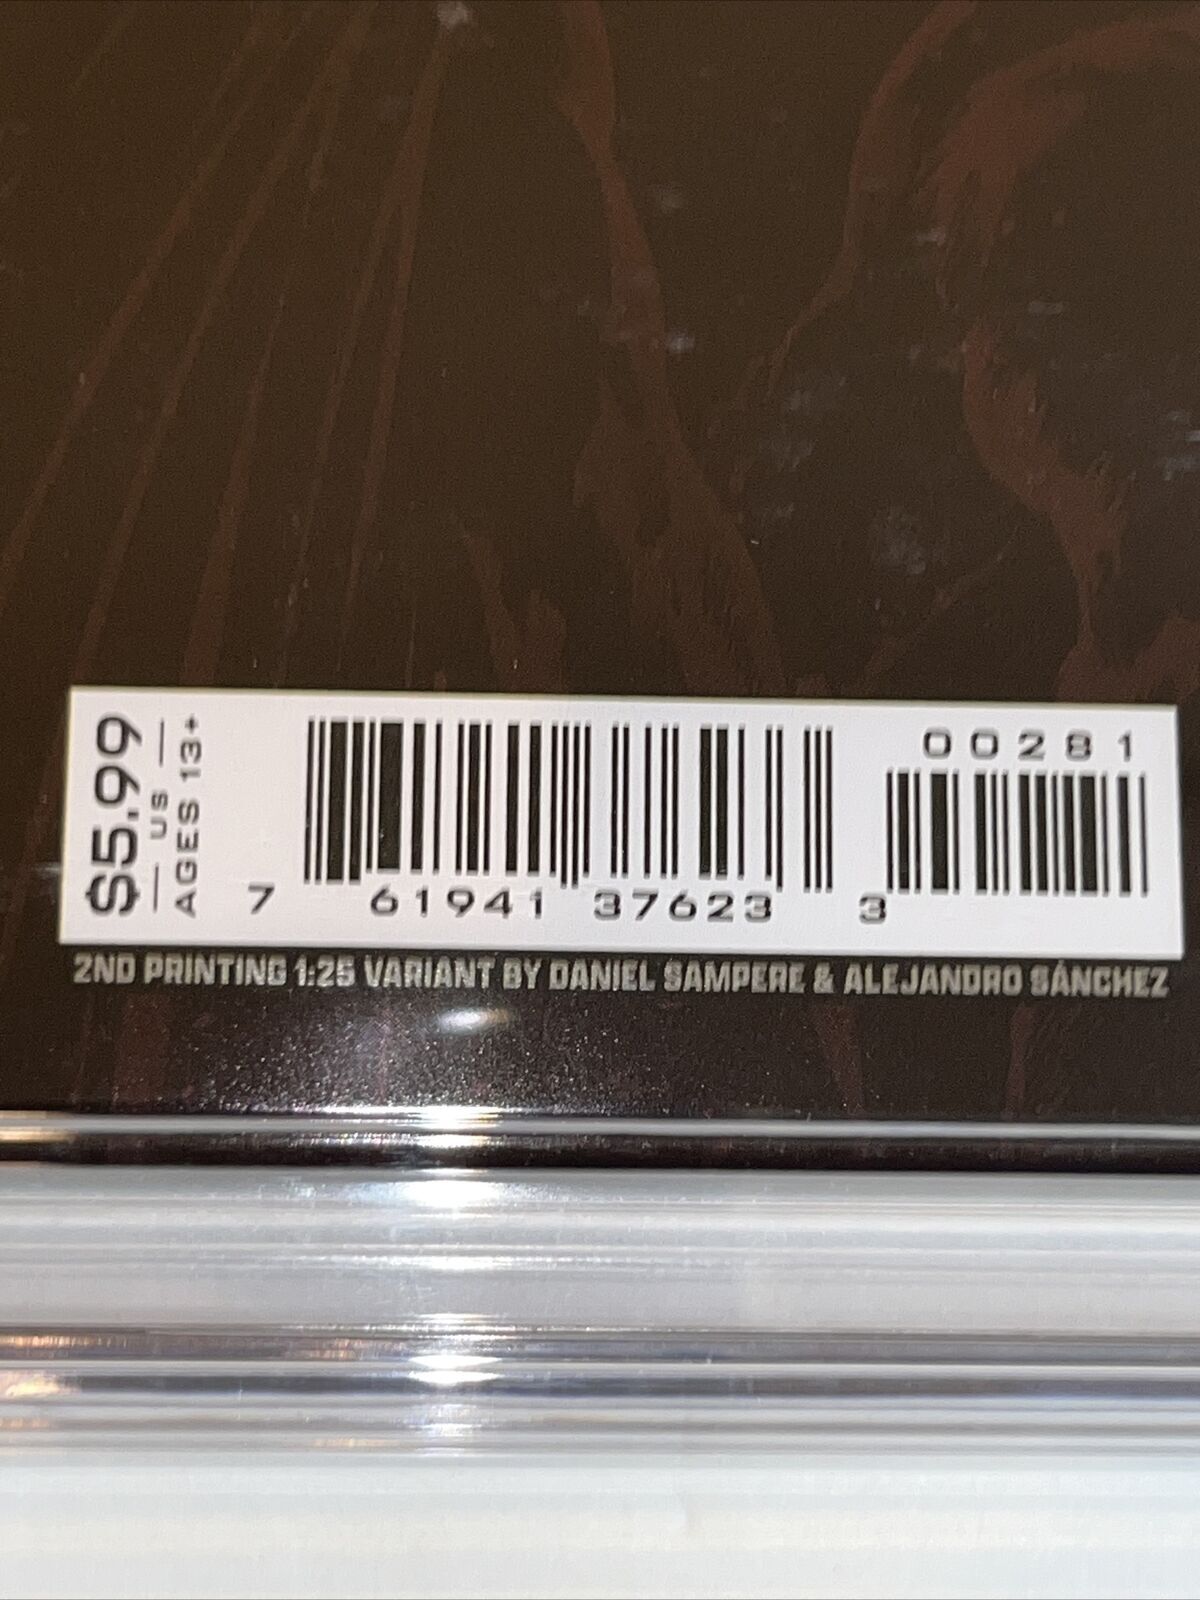 $5.99
US
AGES 13+
00281
7 61941 37623 3
2ND PRINTING 1:25 VARIANT BY DANIEL SAMPERE & ALEJANDRO SÁNCHEZ